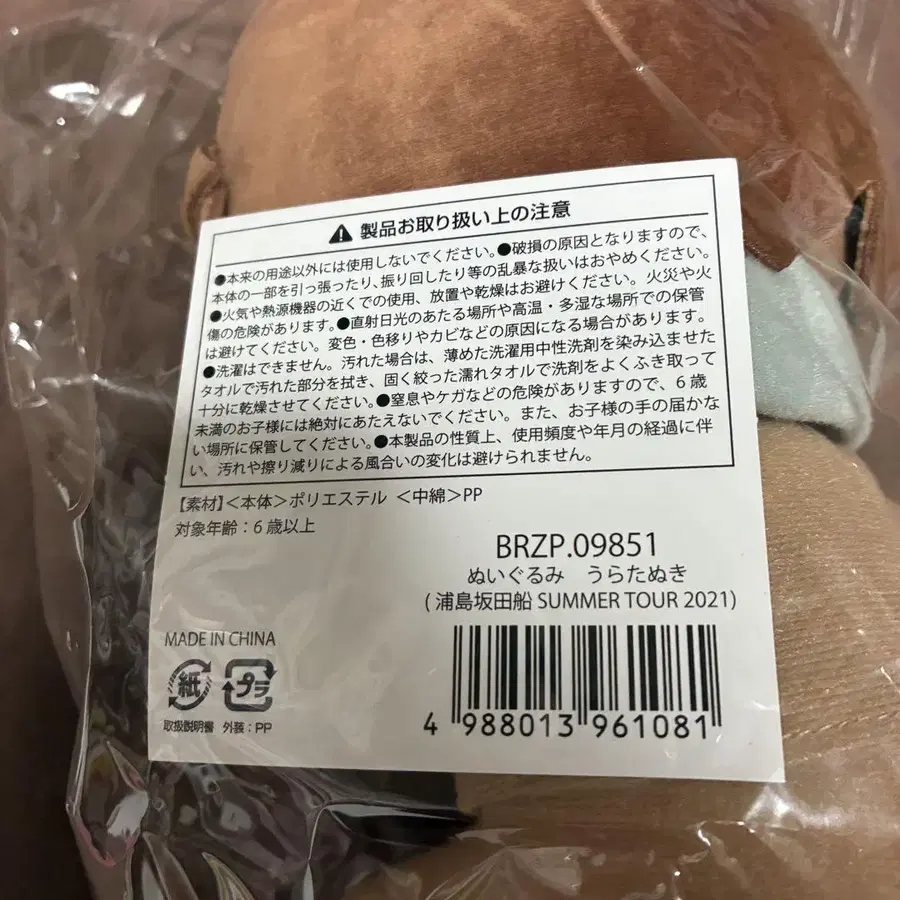 ⚠ 製品お取り扱い上の注意
●本来の用途以外には使用しないでください。●破損の原因となりますので、
本体の一部を引っ張ったり、振り回したり等の乱暴な扱いはおやめください。
●火気や熱源機器の近くでの使用、放置や乾燥はお避けください。火災や火
傷の危険があります。●直射日光のあたる場所や高温・多湿な場所での保管
は避けてください。変色・色移りやカビなどの原因になる場合があります。
●洗濯はできません。汚れた場合は、薄めた洗濯用中性洗剤を染み込ませた
タオルで汚れた部分を拭き、固く絞った濡れタオルで洗剤をよくふき取って
十分に乾燥させてください。●窒息やケガなどの危険がありますので、6歳
未満のお子様には絶対にあたえないでください。また、お子様の手の届かな
い場所に保管してください。●本製品の性質上、使用頻度や年月の経過に伴
い、汚れや擦り減りによる風合いの変化は避けられません。
【素材】<本体>ポリエステル <中綿>PP
対象年齢:6歳以上
BRZP.09851
ぬいぐるみ うらたぬき
(浦島坂田船 SUMMER TOUR 2021)
MADE IN CHINA
紙 プラ
取扱説明書 外装:PP
4 988013 961081